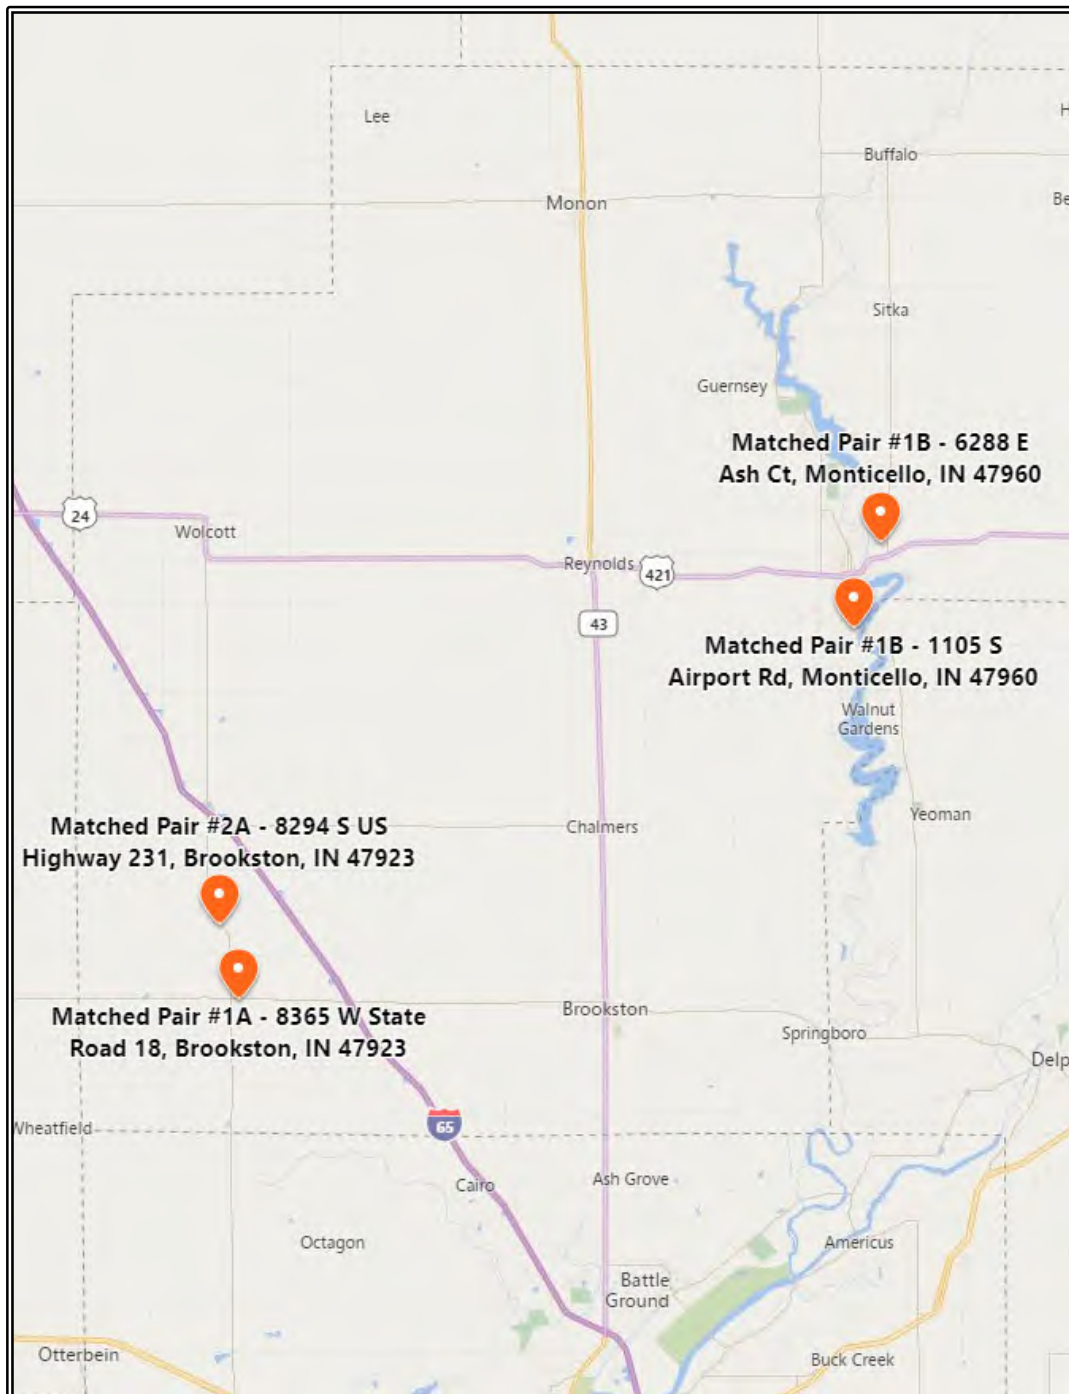 Lee
H
Buffalo
Monon
Be
Sitka
Guernsey
Matched Pair #1B - 6288 E
Ash Ct, Monticello, IN 47960
24
Wolcott
Reynolds
421
43
Matched Pair #1B - 1105 S
Airport Rd, Monticello, IN 47960
Walnut
Gardens
Yeoman
Matched Pair #2A - 8294 S US
Highway 231, Brookston, IN 47923
Chalmers
Matched Pair #1A - 8365 W State
Road 18, Brookston, IN 47923
Brookston
Springboro
Delp
Wheatfield
65
Cairo
Ash Grove
Octagon
Americus
Battle
Ground
Otterbein
Buck Creek